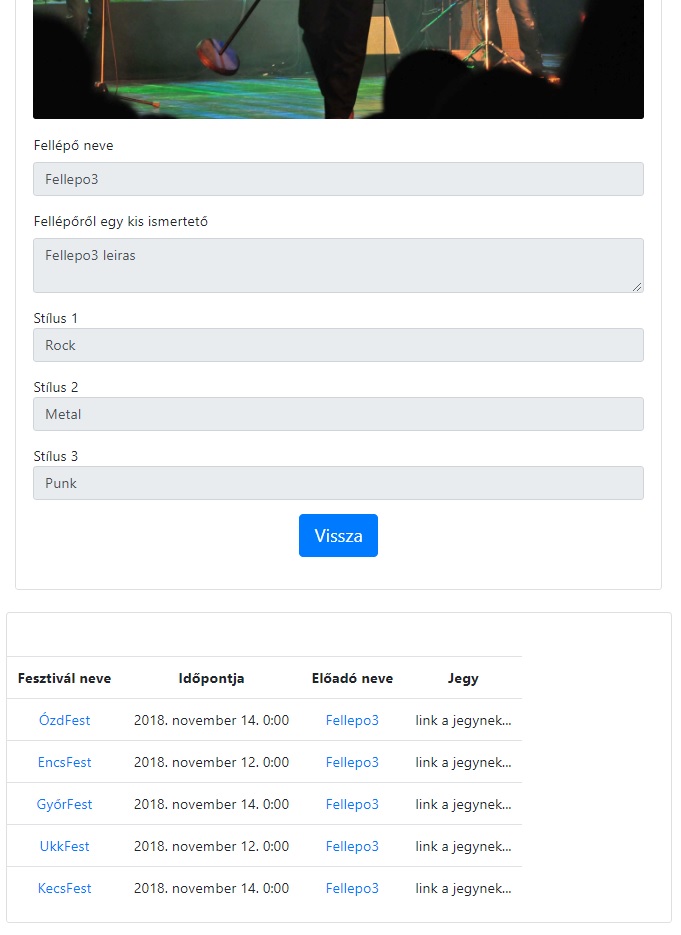 Fellépő neve
Fellepo3
Fellépőről egy kis ismertető
Fellepo3 leiras
Stílus 1
Rock
Stílus 2
Metal
Stílus 3
Punk
Vissza
Fesztivál neve Időpontja Előadó neve Jegy
ÓzdFest 2018. november 14. 0:00 Fellepo3 link a jegynek...
EncsFest 2018. november 12. 0:00 Fellepo3 link a jegynek...
GyőrFest 2018. november 14. 0:00 Fellepo3 link a jegynek...
UkkFest 2018. november 12. 0:00 Fellepo3 link a jegynek...
KecsFest 2018. november 14. 0:00 Fellepo3 link a jegynek...